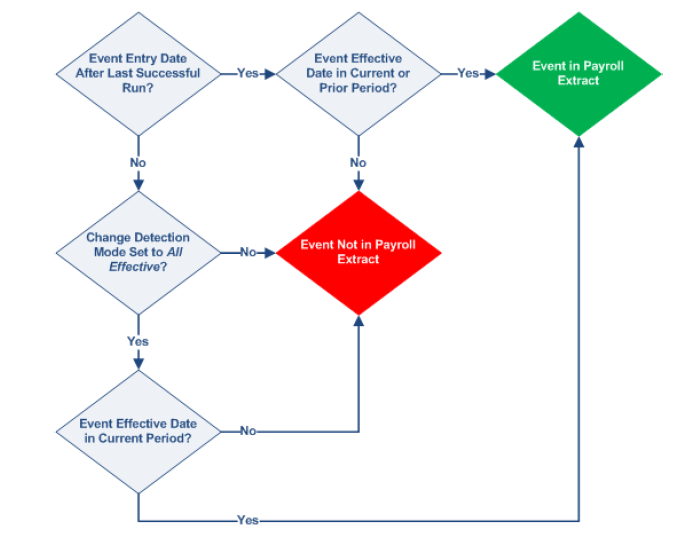 Event Entry Date
After Last Successful
Run?
Yes
Event Effective
Date in Current or
Prior Period?
Yes
Event in Payroll
Extract
No
No
Change Detection
Mode Set to All
Effective?
No
Event Not in Payroll
Extract
Yes
Event Effective Date
in Current Period?
No
Yes